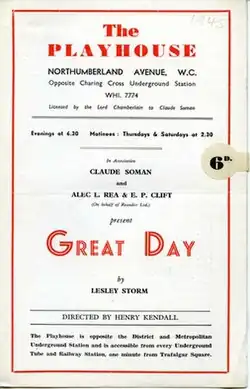 1945
The
PLAYHOUSE
NORTHUMBERLAND AVENUE, W.C.
Opposite Charing Cross Underground Station
WHI. 7774
Licensed by the Lord Chamberlain to Claude Soman
Evenings at 6.30 Matinees : Thursdays & Saturdays at 2.30
In Association
CLAUDE SOMAN
and
ALEC L. REA & E. P. CLIFT
(On behalf of Reandco Ltd.)
present
6D.
GREAT DAY
by
LESLEY STORM
DIRECTED BY HENRY KENDALL
The Playhouse is opposite the District and Metropolitan
Underground Station and is accessible from every Underground
Tube and Railway Station, one minute from Trafalgar Square.